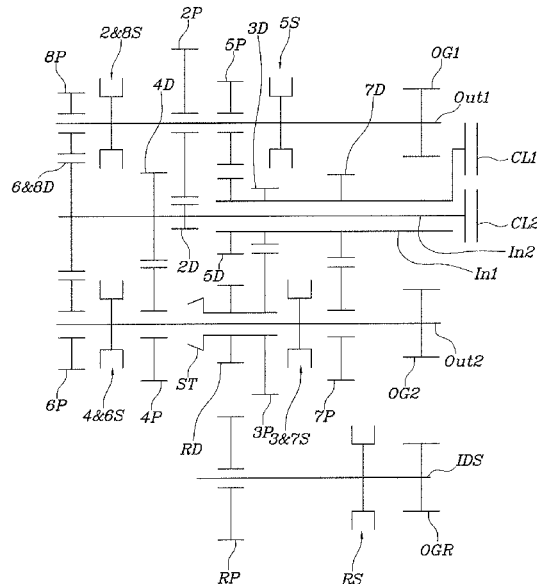 2P
2&8S
3D
5S
8P
5P
OG1
4D
Out1
7D
CL1
6&8D
CL2
2D
In2
5D
In1
ST
Out2
6P
4&6S
4P
RD
3P
3&7S
7P
OG2
IDS
RP
RS
OGR